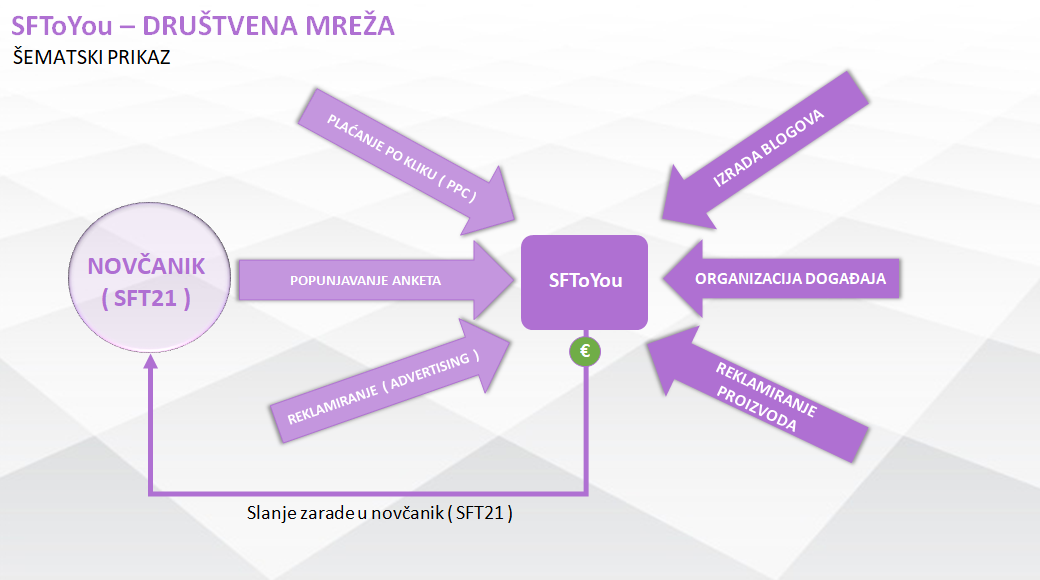 SFToYou – DRUŠTVENA MREŽA
ŠEMATSKI PRIKAZ
PLAĆANJE PO KLIKU ( PPC )
IZRADA BLOGOVA
NOVČANIK
( SFT21 )
POPUNJAVANJE ANKETA
SFToYou
ORGANIZACIJA DOGAĐAJA
€
REKLAMIRANJE ( ADVERTISING )
REKLAMIRANJE
PROIZVODA
Slanje zarade u novčanik ( SFT21 )